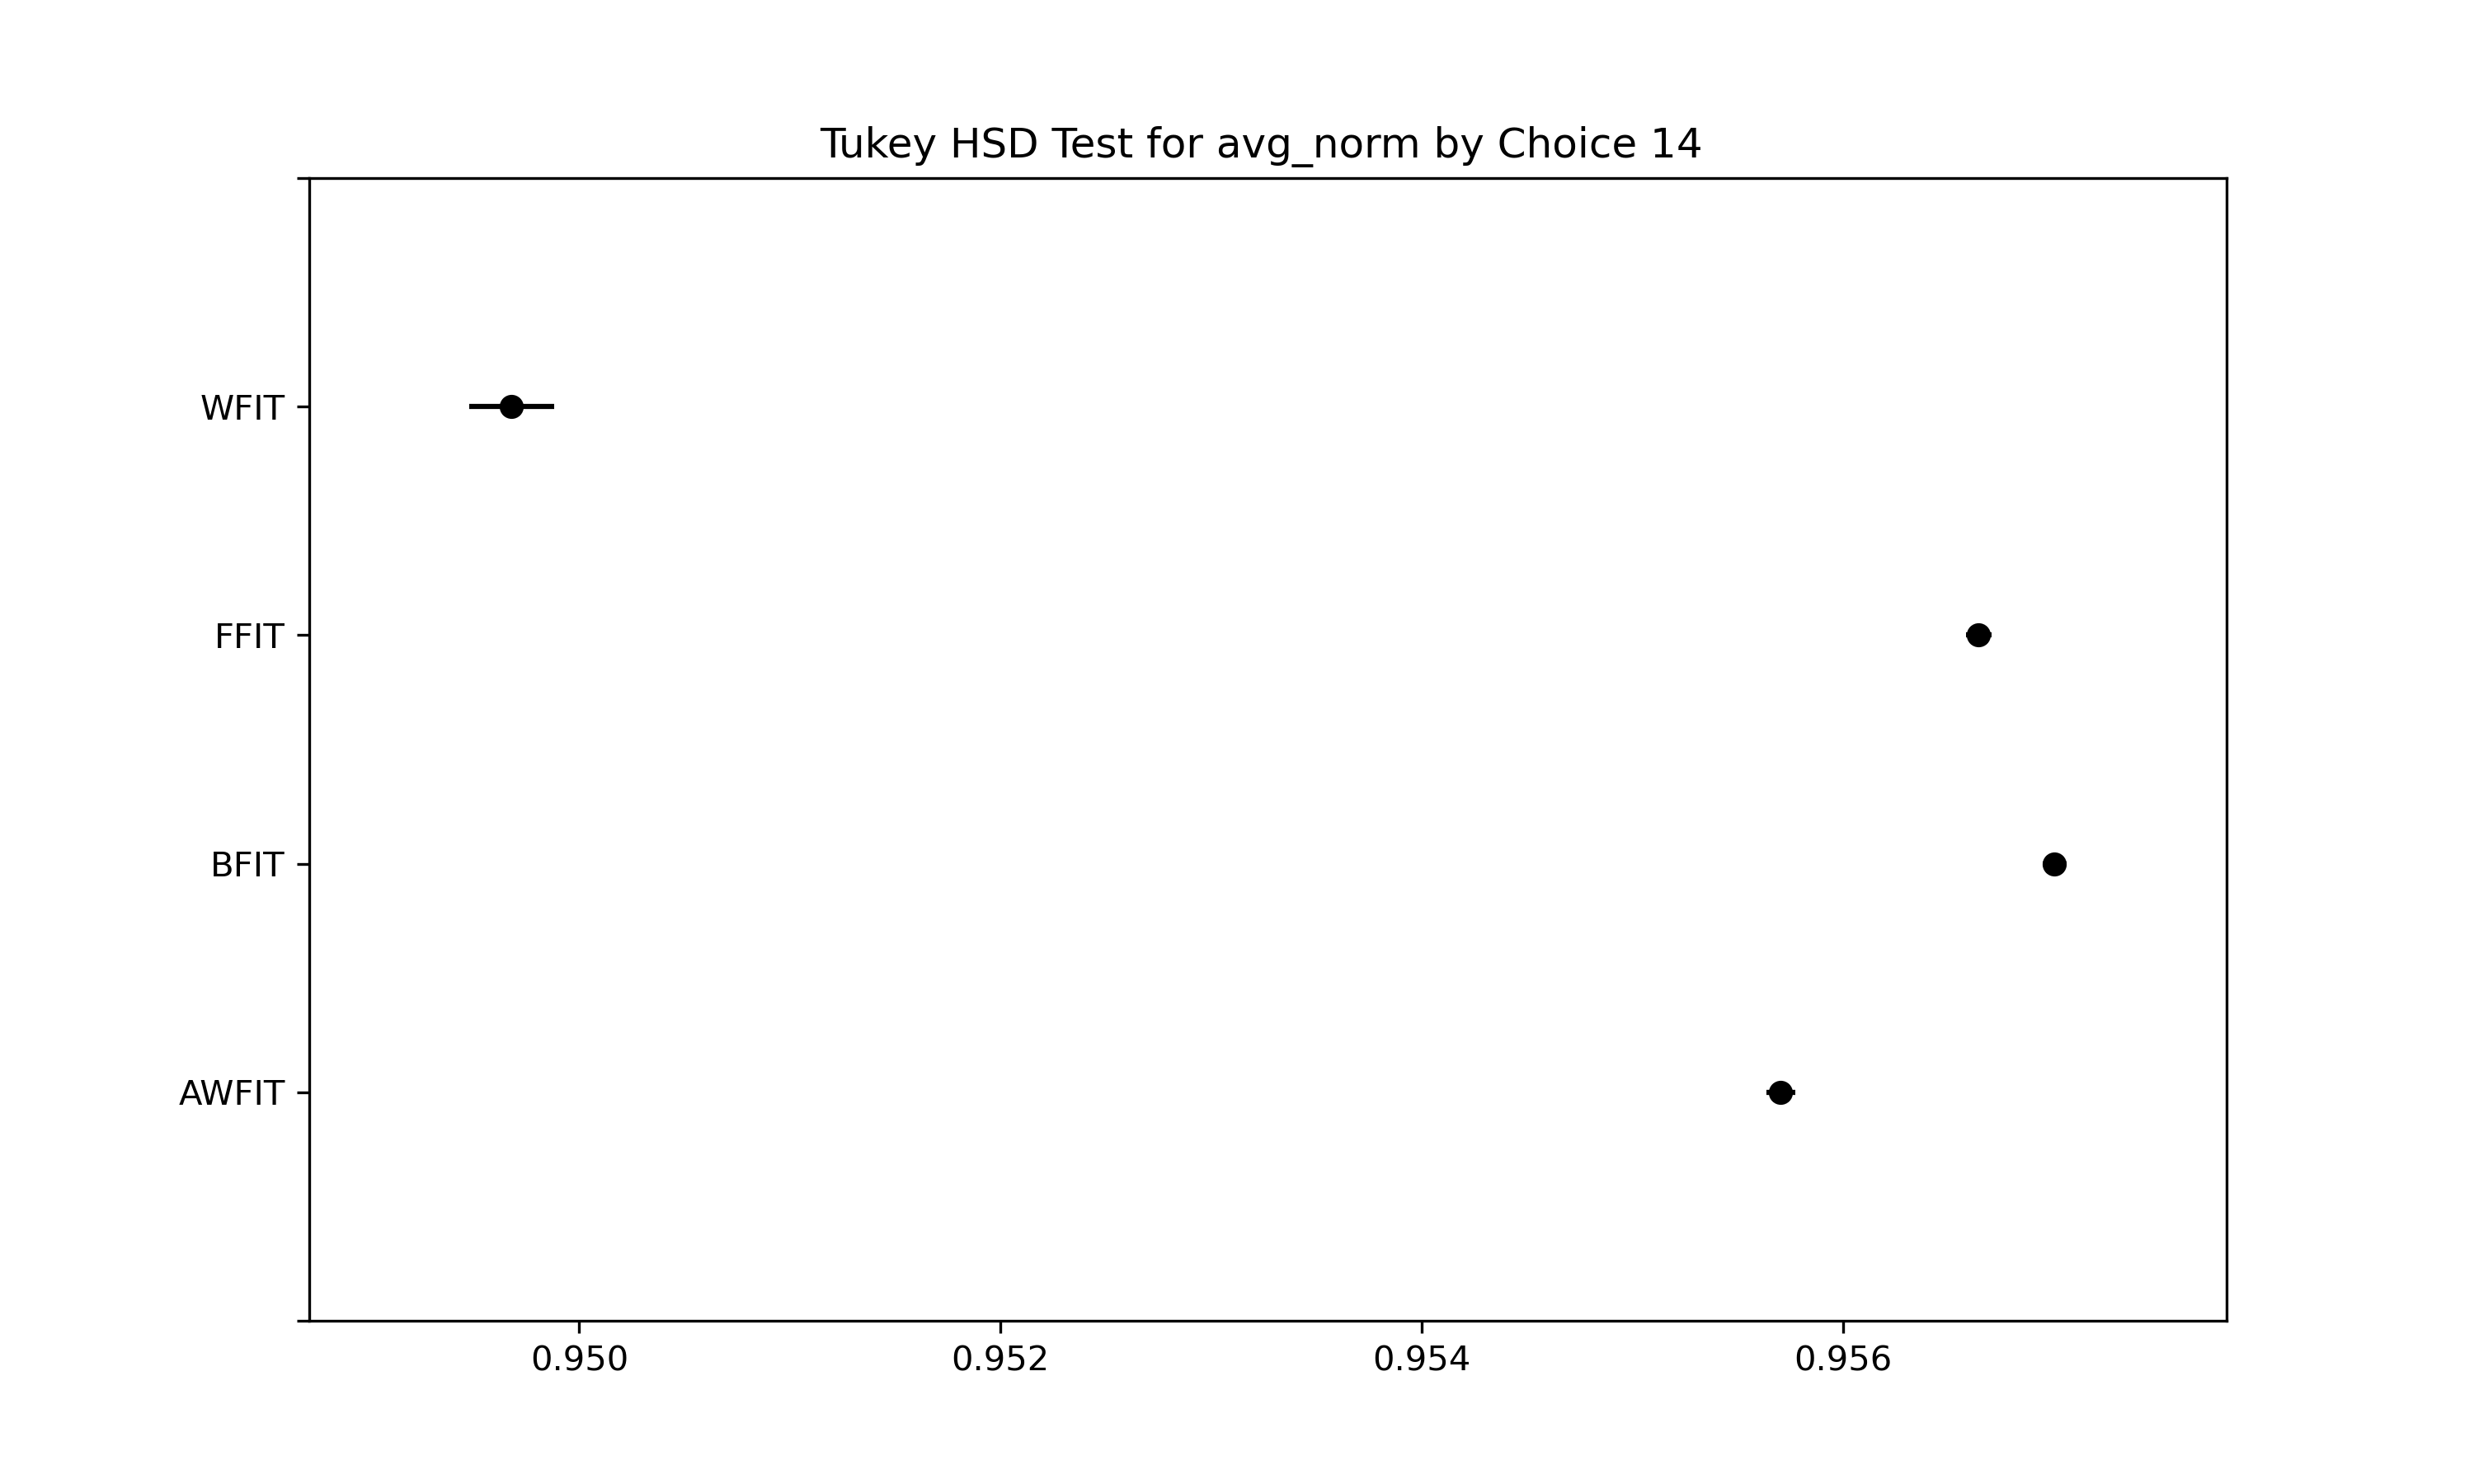 Tukey HSD Test for avg_norm by Choice 14
WFIT
FFIT
BFIT
AWFIT
0.950 0.952 0.954 0.956